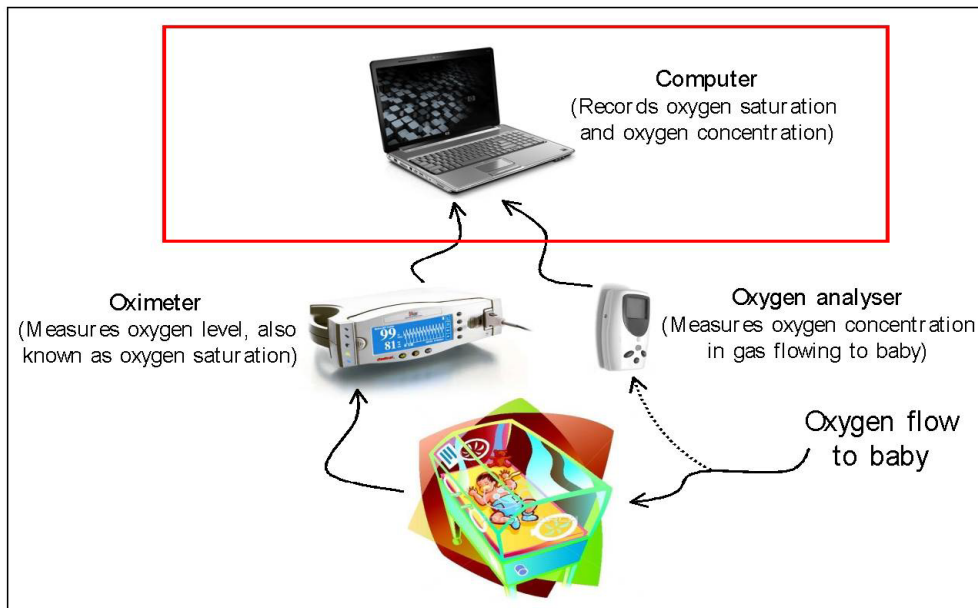 Computer
(Records oxygen saturation
and oxygen concentration)
Oximeter
(Measures oxygen level, also
known as oxygen saturation)
99
81
Oxygen analyser
(Measures oxygen concentration
in gas flowing to baby)
Oxygen flow
to baby